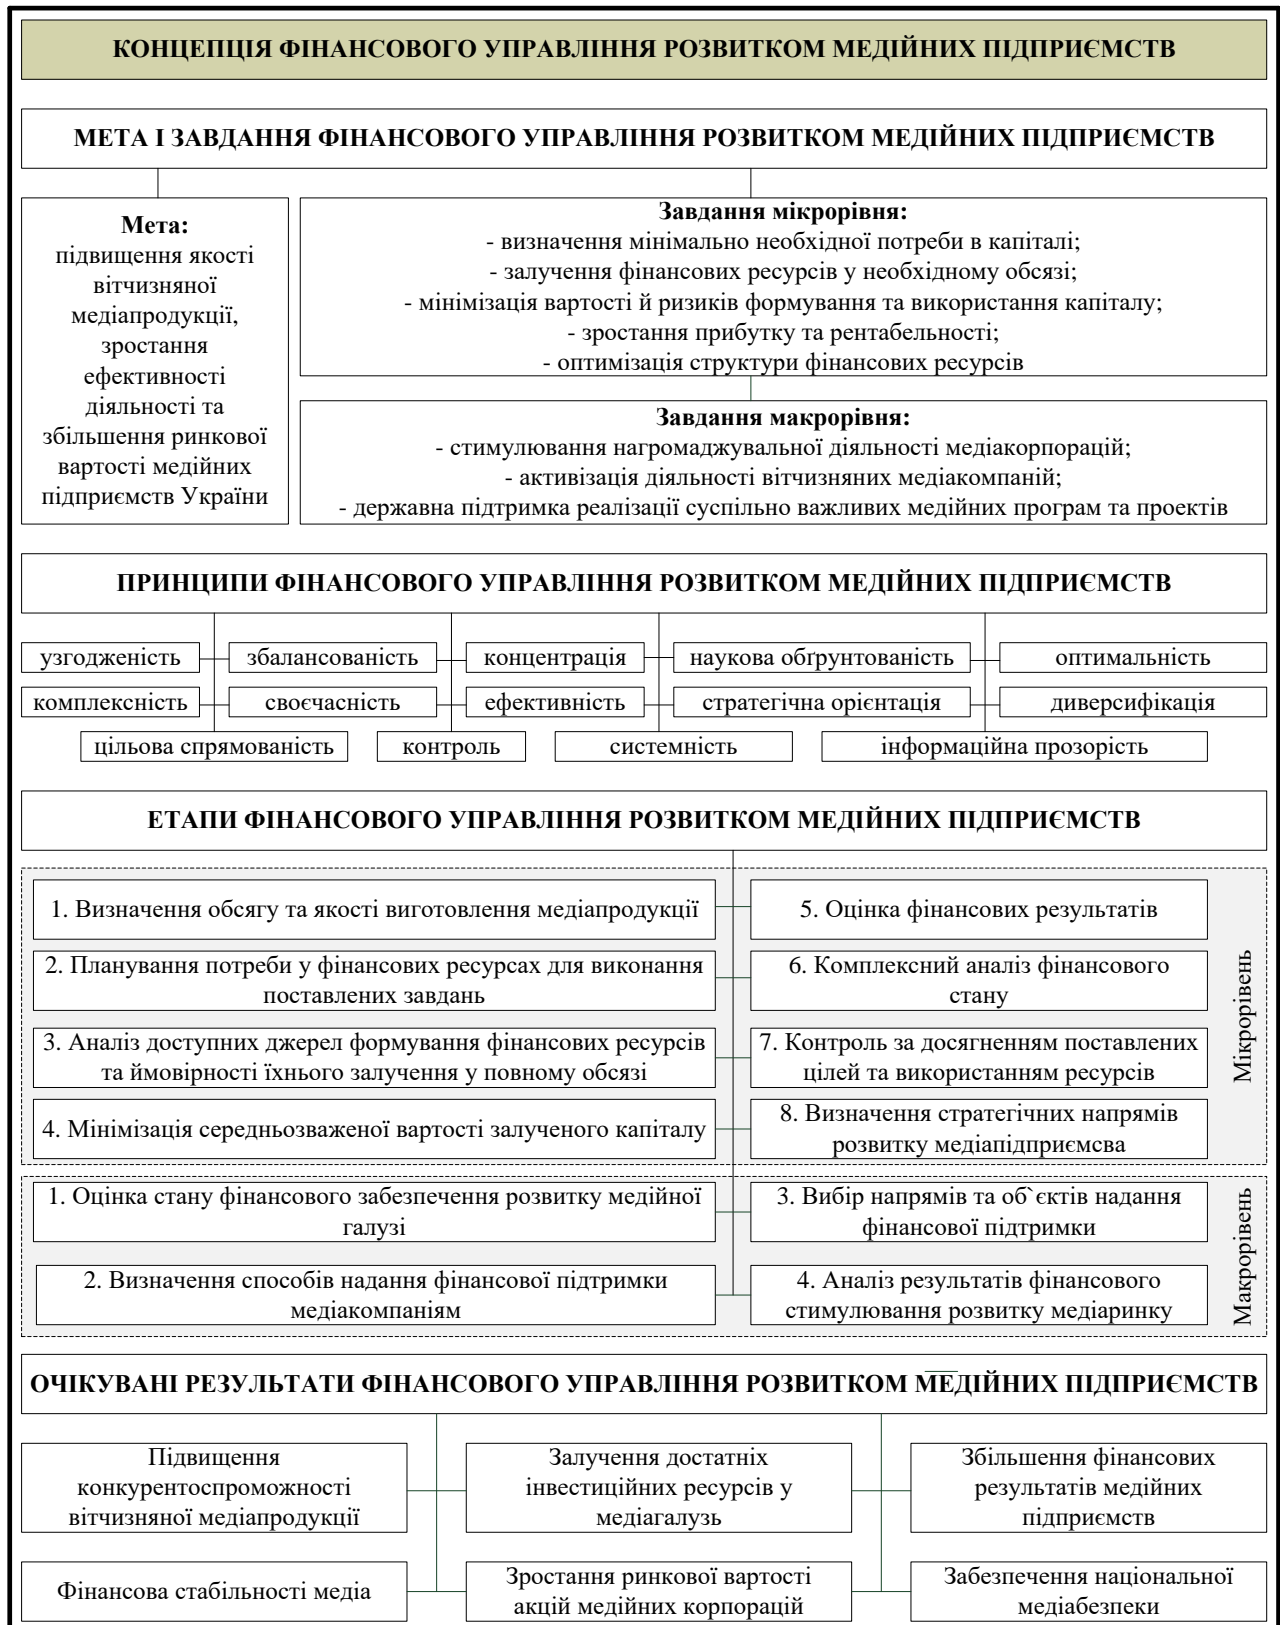 КОНЦЕПЦІЯ ФІНАНСОВОГО УПРАВЛІННЯ РОЗВИТКОМ МЕДІЙНИХ ПІДПРИЄМСТВ
МЕТА І ЗАВДАННЯ ФІНАНСОВОГО УПРАВЛІННЯ РОЗВИТКОМ МЕДІЙНИХ ПІДПРИЄМСТВ
Мета:
підвищення якості
вітчизняної
медіапродукції,
зростання
ефективності
діяльності та
збільшення ринкової
вартості медійних
підприємств України
Завдання мікрорівня:
- визначення мінімально необхідної потреби в капіталі;
- залучення фінансових ресурсів у необхідному обсязі;
- мінімізація вартості й ризиків формування та використання капіталу;
- зростання прибутку та рентабельності;
- оптимізація структури фінансових ресурсів
Завдання макрорівня:
- стимулювання нагромаджувальної діяльності медіакорпорацій;
- активізація діяльності вітчизняних медіакомпаній;
- державна підтримка реалізації суспільно важливих медійних програм та проектів
ПРИНЦИПИ ФІНАНСОВОГО УПРАВЛІННЯ РОЗВИТКОМ МЕДІЙНИХ ПІДПРИЄМСТВ
узгодженість збалансованість концентрація наукова обґрунтованість оптимальність
комплексність своєчасність ефективність стратегічна орієнтація диверсифікація
цільова спрямованість контроль системність інформаційна прозорість
ЕТАПИ ФІНАНСОВОГО УПРАВЛІННЯ РОЗВИТКОМ МЕДІЙНИХ ПІДПРИЄМСТВ
1. Визначення обсягу та якості виготовлення медіапродукції
2. Планування потреби у фінансових ресурсах для виконання
поставлених завдань
3. Аналіз доступних джерел формування фінансових ресурсів
та ймовірності їхнього залучення у повному обсязі
4. Мінімізація середньозваженої вартості залученого капіталу
5. Оцінка фінансових результатів
6. Комплексний аналіз фінансового
стану
7. Контроль за досягненням поставлених
цілей та використанням ресурсів
8. Визначення стратегічних напрямів
розвитку медіапідприємсва
Мікрорівень
1. Оцінка стану фінансового забезпечення розвитку медійної
галузі
2. Визначення способів надання фінансової підтримки
медіакомпаніям
3. Вибір напрямів та об`єктів надання
фінансової підтримки
4. Аналіз результатів фінансового
стимулювання розвитку медіаринку
Макрорівень
ОЧІКУВАНІ РЕЗУЛЬТАТИ ФІНАНСОВОГО УПРАВЛІННЯ РОЗВИТКОМ МЕДІЙНИХ ПІДПРИЄМСТВ
Підвищення
конкурентоспроможності
вітчизняної медіапродукції
Залучення достатніх
інвестиційних ресурсів у
медіагалузь
Збільшення фінансових
результатів медійних
підприємств
Фінансова стабільності медіа
Зростання ринкової вартості
акцій медійних корпорацій
Забезпечення національної
медіабезпеки